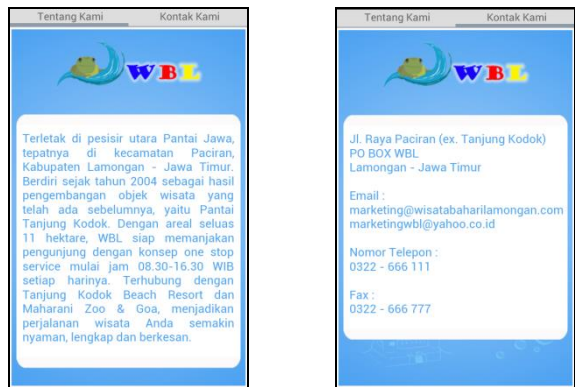 Tentang Kami
Kontak Kami
WBL
Terletak di pesisir utara Pantai Jawa,
tepatnya di kecamatan Paciran,
Kabupaten Lamongan - Jawa Timur.
Berdiri sejak tahun 2004 sebagai hasil
pengembangan objek wisata yang
telah ada sebelumnya, yaitu Pantai
Tanjung Kodok. Dengan areal seluas
11 hektare, WBL siap memanjakan
pengunjung dengan konsep one stop
service mulai jam 08.30-16.30 WIB
setiap harinya. Terhubung dengan
Tanjung Kodok Beach Resort dan
Maharani Zoo & Goa, menjadikan
perjalanan wisata Anda semakin
nyaman, lengkap dan berkesan.
Tentang Kami
Kontak Kami
WBL
Jl. Raya Paciran (ex. Tanjung Kodok)
PO BOX WBL
Lamongan - Jawa Timur
Email :
marketing@wisatabaharilamongan.com
marketingwbl@yahoo.co.id
Nomor Telepon :
0322 - 666 111
Fax :
0322 - 666 777